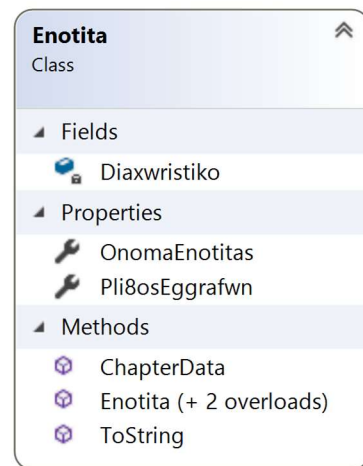 Enotita
Class
Fields
Diaxwristiko
Properties
OnomaEnotitas
Pli8osEggrafwn
Methods
ChapterData
Enotita (+ 2 overloads)
ToString